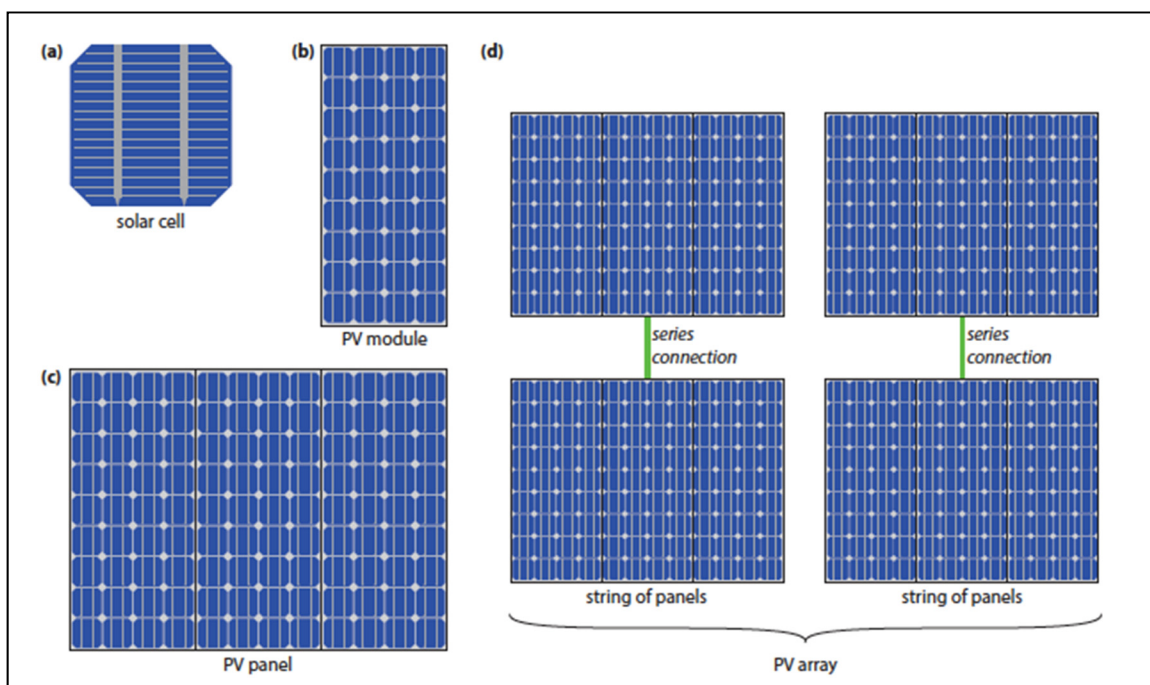 (a)
solar cell
(b)
PV module
(c)
PV panel
(d)
series
connection
series
connection
string of panels
string of panels
PV array